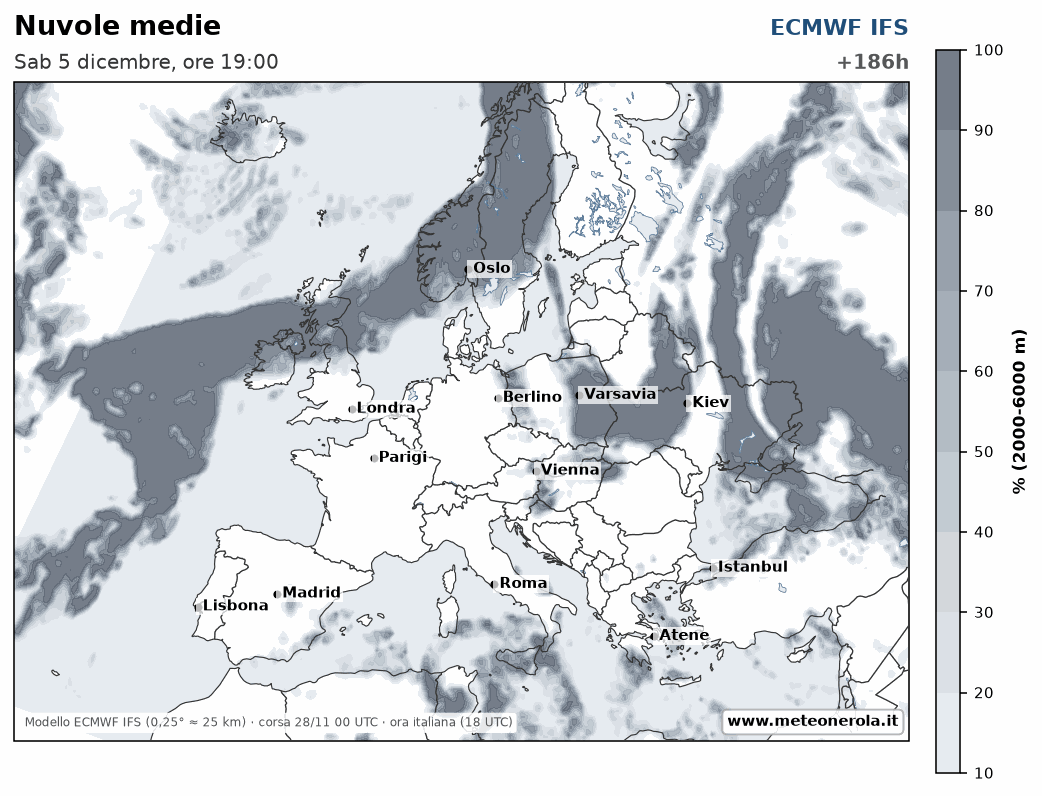 Nuvole medie
ECMWF IFS
Sab 5 dicembre, ore 19:00
+186h
100
90
80
70
60
50
40
30
20
10
% (2000-6000 m)
Oslo
Londra
Berlino
Varsavia
Kiev
Parigi
Vienna
Istanbul
Roma
Madrid
Lisbona
Atene
Modello ECMWF IFS (0,25° ≈ 25 km) · corsa 28/11 00 UTC · ora italiana (18 UTC)
www.meteonerola.it